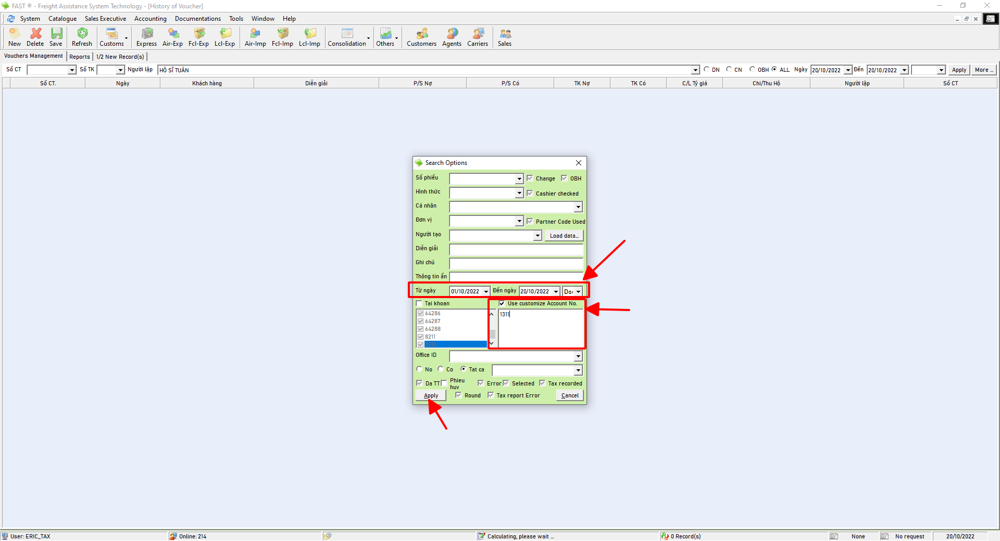 FAST ® - Freight Assistance System Technology - [History of Voucher]
System Catalogue Sales Executive Accounting Documentations Tools Window Help
New Delete Save Refresh Customs Express Air-Exp Fcl-Exp Lcl-Exp Air-Imp Fcl-Imp Lcl-Imp Consolidation Others Customers Agents Carriers Sales
Vouchers Management Reports 1/2 New Record(s)
Số CT Số TK Người lập HỒ SĨ TUÂN DN CN OBH ALL Ngày 20/10/2022 Đến 20/10/2022 Apply More ...
Số CT. Ngày Khách hàng Diễn giải P/S Nợ P/S Có TK Nợ TK Có C/L Tỷ giá Chi/Thu Hộ Người lập Số CT
Search Options
Số phiếu Change OBH
Hình thức Cashier checked
Cá nhân
Đơn vị Partner Code Used
Người tạo Load data...
Diễn giải
Ghi chú
Thông tin ấn
Từ ngày 01/10/2022 Đến ngày 20/10/2022 Do
Tai khoan Use customize Account No.
64286 1311
64287
64288
8211
8212
Office ID
No Co Tat ca
Da TT Phieu huy Error Selected Tax recorded
Apply Round Tax report Error Cancel
User: ERIC_TAX Online: 214 Calculating, please wait ... 0 Record(s) None No request 20/10/2022